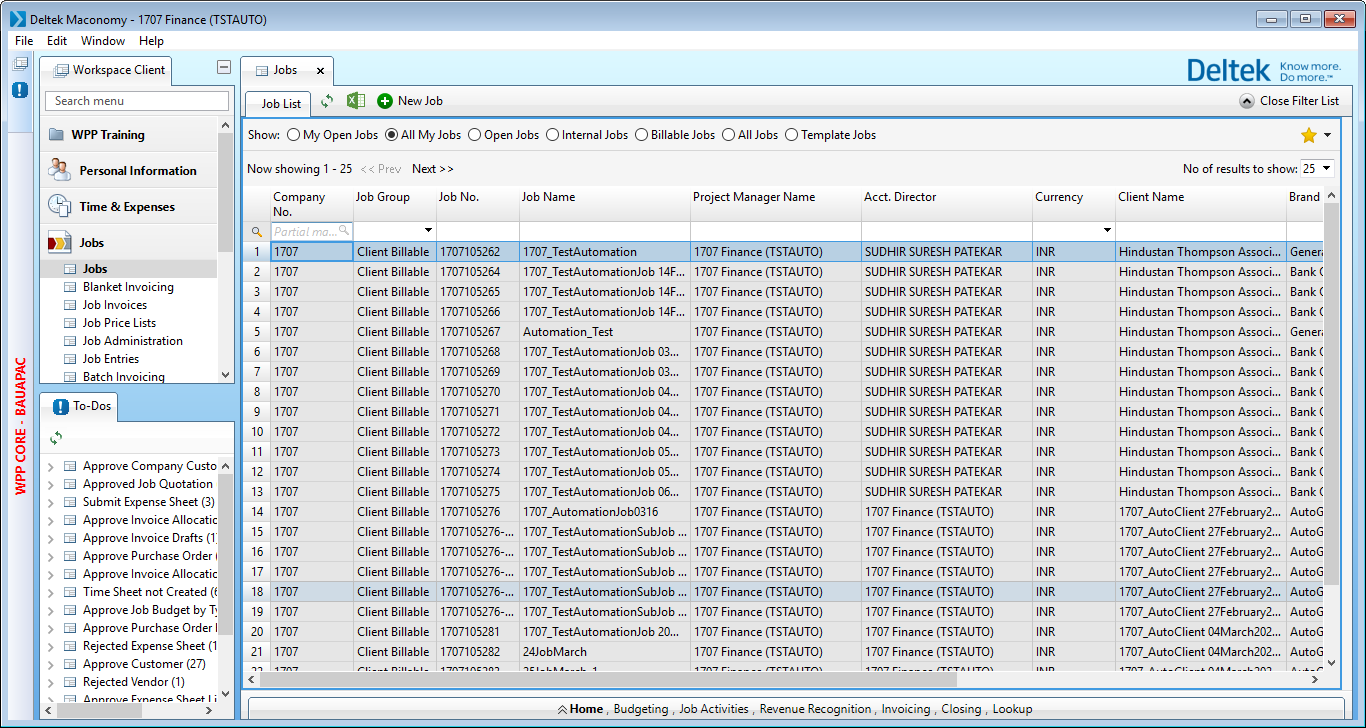 Deltek Maconomy - 1707 Finance (TSTAUTO)
File Edit Window Help
WPP CORE - BAUAPAC
Workspace Client
Search menu
WPP Training
Personal Information
Time & Expenses
Jobs
Jobs
Blanket Invoicing
Job Invoices
Job Price Lists
Job Administration
Job Entries
Batch Invoicing
To-Dos
Approve Company Custo
Approved Job Quotation
Submit Expense Sheet (3)
Approve Invoice Allocatio
Approve Invoice Drafts (1
Approve Purchase Order (
Approve Invoice Allocatio
Time Sheet not Created (6
Approve Job Budget by Ty
Approve Purchase Order
Rejected Expense Sheet (1
Approve Customer (27)
Rejected Vendor (1)
Approve Expense Sheet Li
Jobs
Deltek Know more. Do more.™
Job List New Job Close Filter List
Show: My Open Jobs All My Jobs Open Jobs Internal Jobs Billable Jobs All Jobs Template Jobs
Now showing 1 - 25 << Prev Next >> No of results to show: 25
Company No. Job Group Job No. Job Name Project Manager Name Acct. Director Currency Client Name Brand
Partial ma...
1 1707 Client Billable 1707105262 1707_TestAutomation 1707 Finance (TSTAUTO) SUDHIR SURESH PATEKAR INR Hindustan Thompson Associ... Genera
2 1707 Client Billable 1707105264 1707_TestAutomationJob 14F... 1707 Finance (TSTAUTO) SUDHIR SURESH PATEKAR INR Hindustan Thompson Associ... Bank C
3 1707 Client Billable 1707105265 1707_TestAutomationJob 14F... 1707 Finance (TSTAUTO) SUDHIR SURESH PATEKAR INR Hindustan Thompson Associ... Bank C
4 1707 Client Billable 1707105266 1707_TestAutomationJob 14F... 1707 Finance (TSTAUTO) SUDHIR SURESH PATEKAR INR Hindustan Thompson Associ... Bank C
5 1707 Client Billable 1707105267 Automation_Test 1707 Finance (TSTAUTO) SUDHIR SURESH PATEKAR INR Hindustan Thompson Associ... Genera
6 1707 Client Billable 1707105268 1707_TestAutomationJob 03... 1707 Finance (TSTAUTO) SUDHIR SURESH PATEKAR INR Hindustan Thompson Associ... Bank C
7 1707 Client Billable 1707105269 1707_TestAutomationJob 03... 1707 Finance (TSTAUTO) SUDHIR SURESH PATEKAR INR Hindustan Thompson Associ... Bank C
8 1707 Client Billable 1707105270 1707_TestAutomationJob 04... 1707 Finance (TSTAUTO) SUDHIR SURESH PATEKAR INR Hindustan Thompson Associ... Bank C
9 1707 Client Billable 1707105271 1707_TestAutomationJob 04... 1707 Finance (TSTAUTO) SUDHIR SURESH PATEKAR INR Hindustan Thompson Associ... Bank C
10 1707 Client Billable 1707105272 1707_TestAutomationJob 04... 1707 Finance (TSTAUTO) SUDHIR SURESH PATEKAR INR Hindustan Thompson Associ... Bank C
11 1707 Client Billable 1707105273 1707_TestAutomationJob 05... 1707 Finance (TSTAUTO) SUDHIR SURESH PATEKAR INR Hindustan Thompson Associ... Bank C
12 1707 Client Billable 1707105274 1707_TestAutomationJob 05... 1707 Finance (TSTAUTO) SUDHIR SURESH PATEKAR INR Hindustan Thompson Associ... Bank C
13 1707 Client Billable 1707105275 1707_TestAutomationJob 06... 1707 Finance (TSTAUTO) SUDHIR SURESH PATEKAR INR Hindustan Thompson Associ... Bank C
14 1707 Client Billable 1707105276 1707_AutomationJob0316 1707 Finance (TSTAUTO) 1707 Finance (TSTAUTO) INR 1707_AutoClient 27February2... AutoG
15 1707 Client Billable 1707105276-... 1707_TestAutomationSubJob ... 1707 Finance (TSTAUTO) 1707 Finance (TSTAUTO) INR 1707_AutoClient 27February2... AutoG
16 1707 Client Billable 1707105276-... 1707_TestAutomationSubJob ... 1707 Finance (TSTAUTO) 1707 Finance (TSTAUTO) INR 1707_AutoClient 27February2... AutoG
17 1707 Client Billable 1707105276-... 1707_TestAutomationSubJob ... 1707 Finance (TSTAUTO) 1707 Finance (TSTAUTO) INR 1707_AutoClient 27February2... AutoG
18 1707 Client Billable 1707105276-... 1707_TestAutomationSubJob ... 1707 Finance (TSTAUTO) 1707 Finance (TSTAUTO) INR 1707_AutoClient 27February2... AutoG
19 1707 Client Billable 1707105276-... 1707_TestAutomationSubJob ... 1707 Finance (TSTAUTO) 1707 Finance (TSTAUTO) INR 1707_AutoClient 27February2... AutoG
20 1707 Client Billable 1707105281 1707_TestAutomationJob 20... 1707 Finance (TSTAUTO) 1707 Finance (TSTAUTO) INR 1707_AutoClient 04March202... AutoG
21 1707 Client Billable 1707105282 24JobMarch 1707 Finance (TSTAUTO) 1707 Finance (TSTAUTO) INR 1707_AutoClient 04March202... AutoG
22 1707 Client Billable 1707105283 25JobMarch_1 1707 Finance (TSTAUTO) 1707 Finance (TSTAUTO) INR 1707_AutoClient 04March202... AutoG
Home , Budgeting , Job Activities , Revenue Recognition , Invoicing , Closing , Lookup